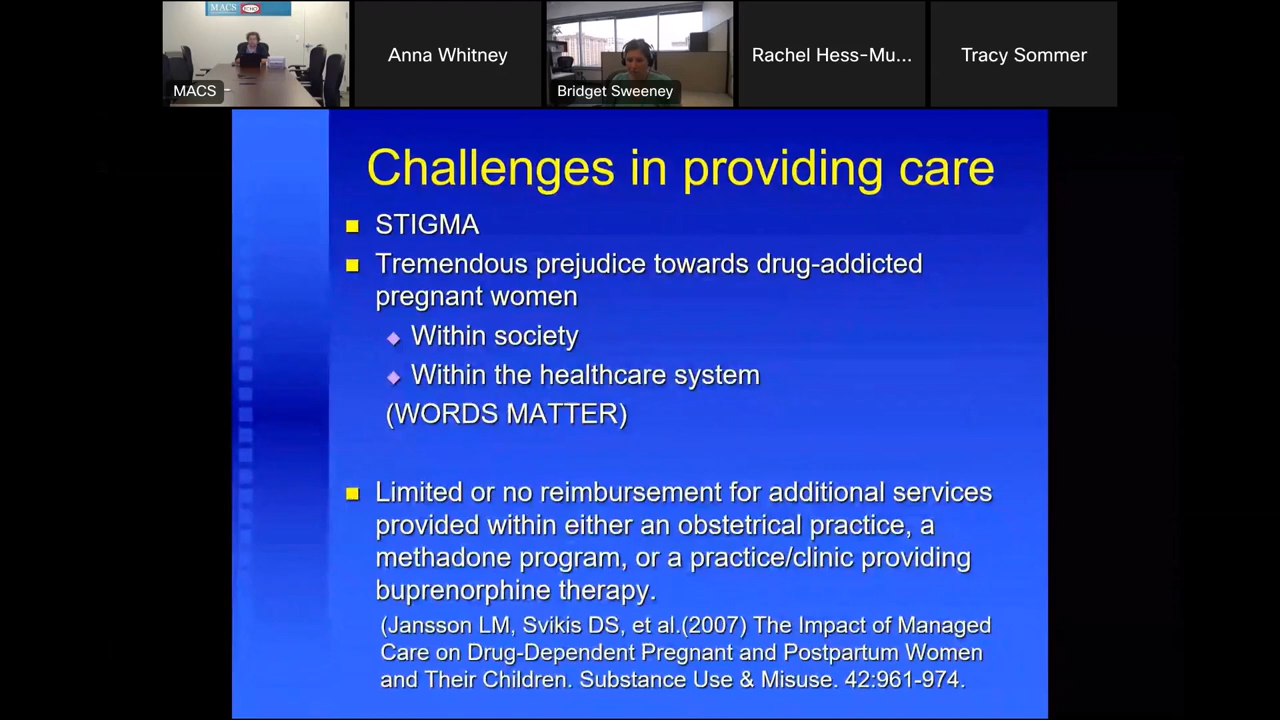 MACS
MACS
Anna Whitney
Bridget Sweeney
Rachel Hess-Mu...
Tracy Sommer
Challenges in providing care
STIGMA
Tremendous prejudice towards drug-addicted
pregnant women
Within society
Within the healthcare system
(WORDS MATTER)
Limited or no reimbursement for additional services
provided within either an obstetrical practice, a
methadone program, or a practice/clinic providing
buprenorphine therapy.
(Jansson LM, Svikis DS, et al.(2007) The Impact of Managed
Care on Drug-Dependent Pregnant and Postpartum Women
and Their Children. Substance Use & Misuse. 42:961-974.